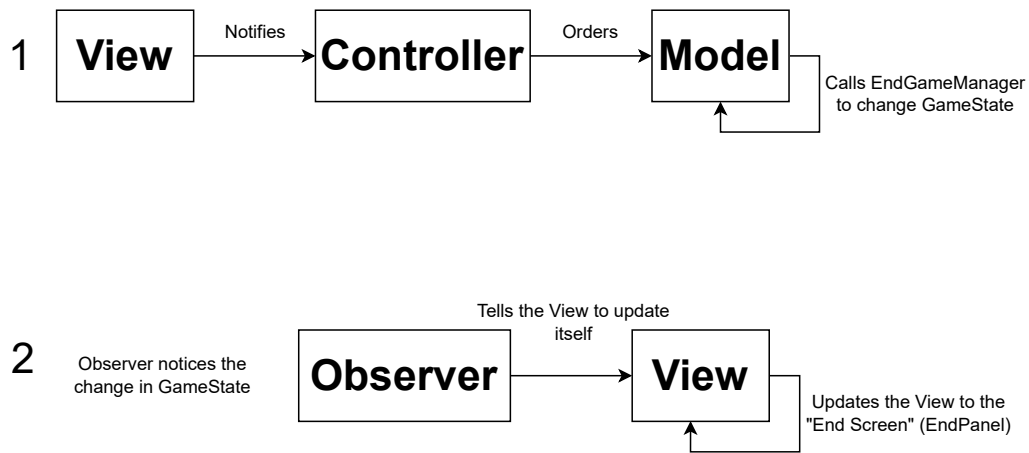 1
View
Notifies
Controller
Orders
Model
Calls EndGameManager
to change GameState
2
Observer notices the
change in GameState
Observer
Tells the View to update
itself
View
Updates the View to the
"End Screen" (EndPanel)